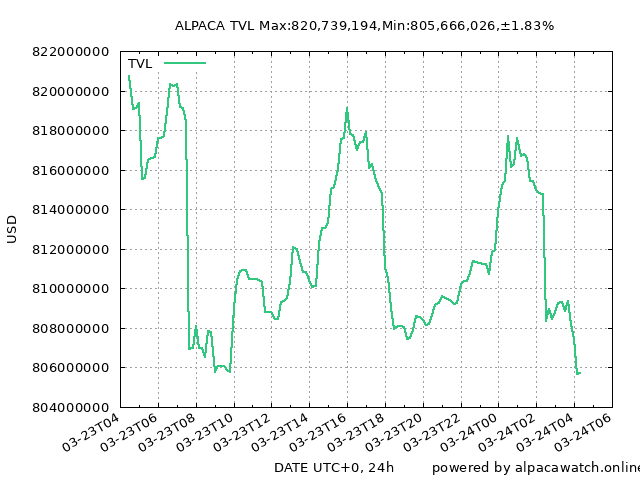 ALPACA TVL Max:820,739,194,Min:805,666,026,±1.83%
TVL
822000000
820000000
818000000
816000000
814000000
812000000
810000000
808000000
806000000
804000000
USD
03-23T04
03-23T06
03-23T08
03-23T10
03-23T12
03-23T14
03-23T16
03-23T18
03-23T20
03-23T22
03-24T00
03-24T02
03-24T04
03-24T06
DATE UTC+0, 24h
powered by alpacawatch.online